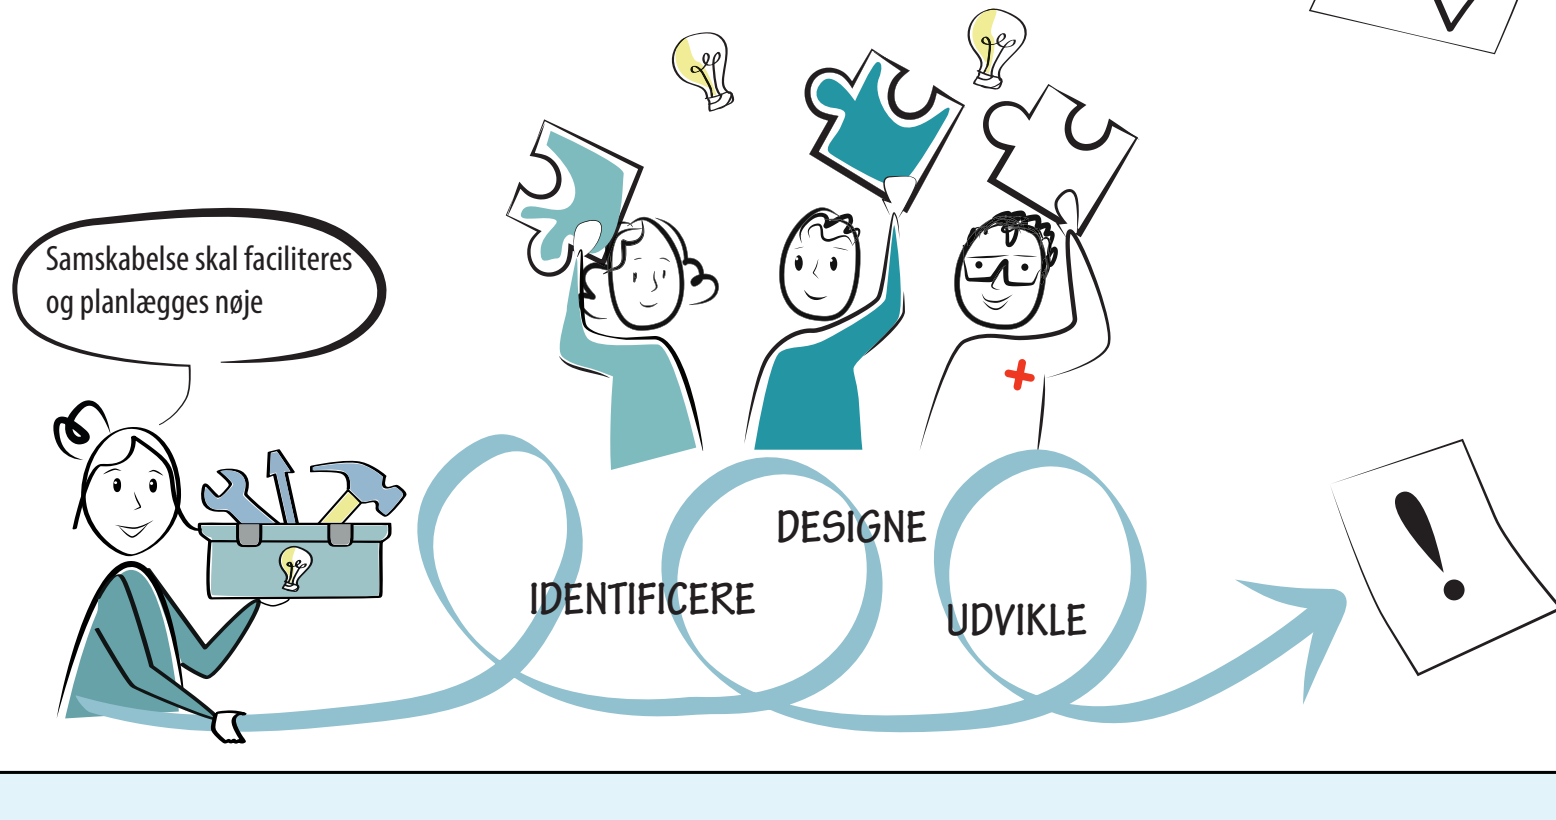 Samskabelse skal faciliteres
og planlægges nøje
DESIGNE
IDENTIFICERE
UDVIKLE
!